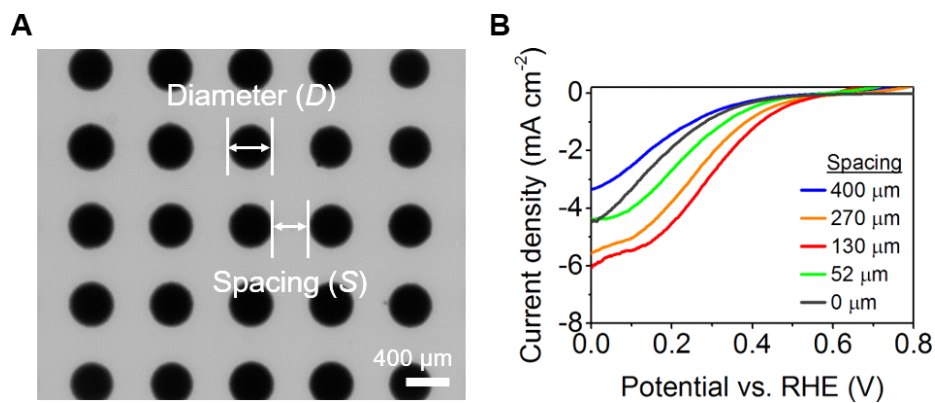 A
Diameter (D)
Spacing (S)
400 μm
B
Current density (mA cm⁻²)
0
-2
-4
-6
-8
Spacing
400 μm
270 μm
130 μm
52 μm
0 μm
0.0 0.2 0.4 0.6 0.8
Potential vs. RHE (V)